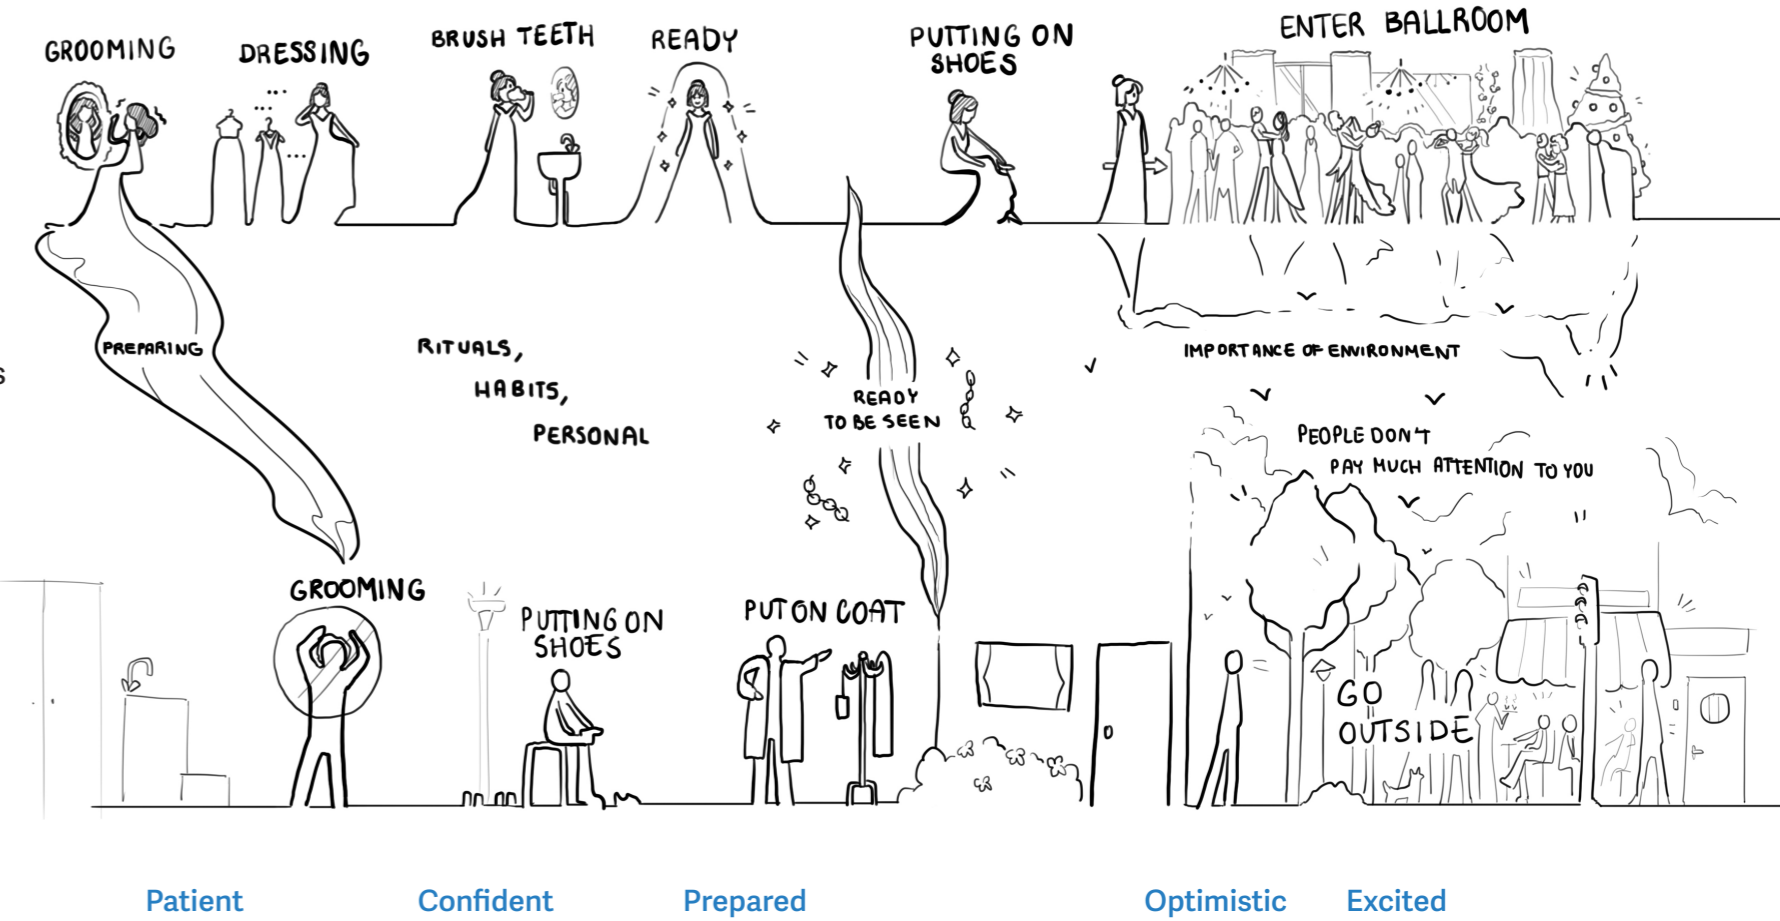 GROOMING
DRESSING
BRUSH TEETH
READY
PUTTING ON
SHOES
ENTER BALLROOM
PREPARING
RITUALS,
HABITS,
PERSONAL
READY
TO BE SEEN
IMPORTANCE OF ENVIRONMENT
PEOPLE DON'T
PAY MUCH ATTENTION TO YOU
s
GROOMING
PUTTING ON
SHOES
PUT ON COAT
GO
OUTSIDE
Patient
Confident
Prepared
Optimistic
Excited